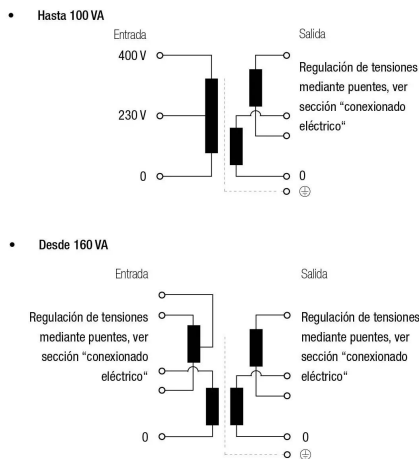 • Hasta 100 VA
Entrada
Salida
400 V
230 V
0
Regulación de tensiones
mediante puentes, ver
sección “conexionado
eléctrico“
0
• Desde 160 VA
Entrada
Salida
Regulación de tensiones
mediante puentes, ver
sección “conexionado
eléctrico“
0
Regulación de tensiones
mediante puentes, ver
sección “conexionado
eléctrico“
0